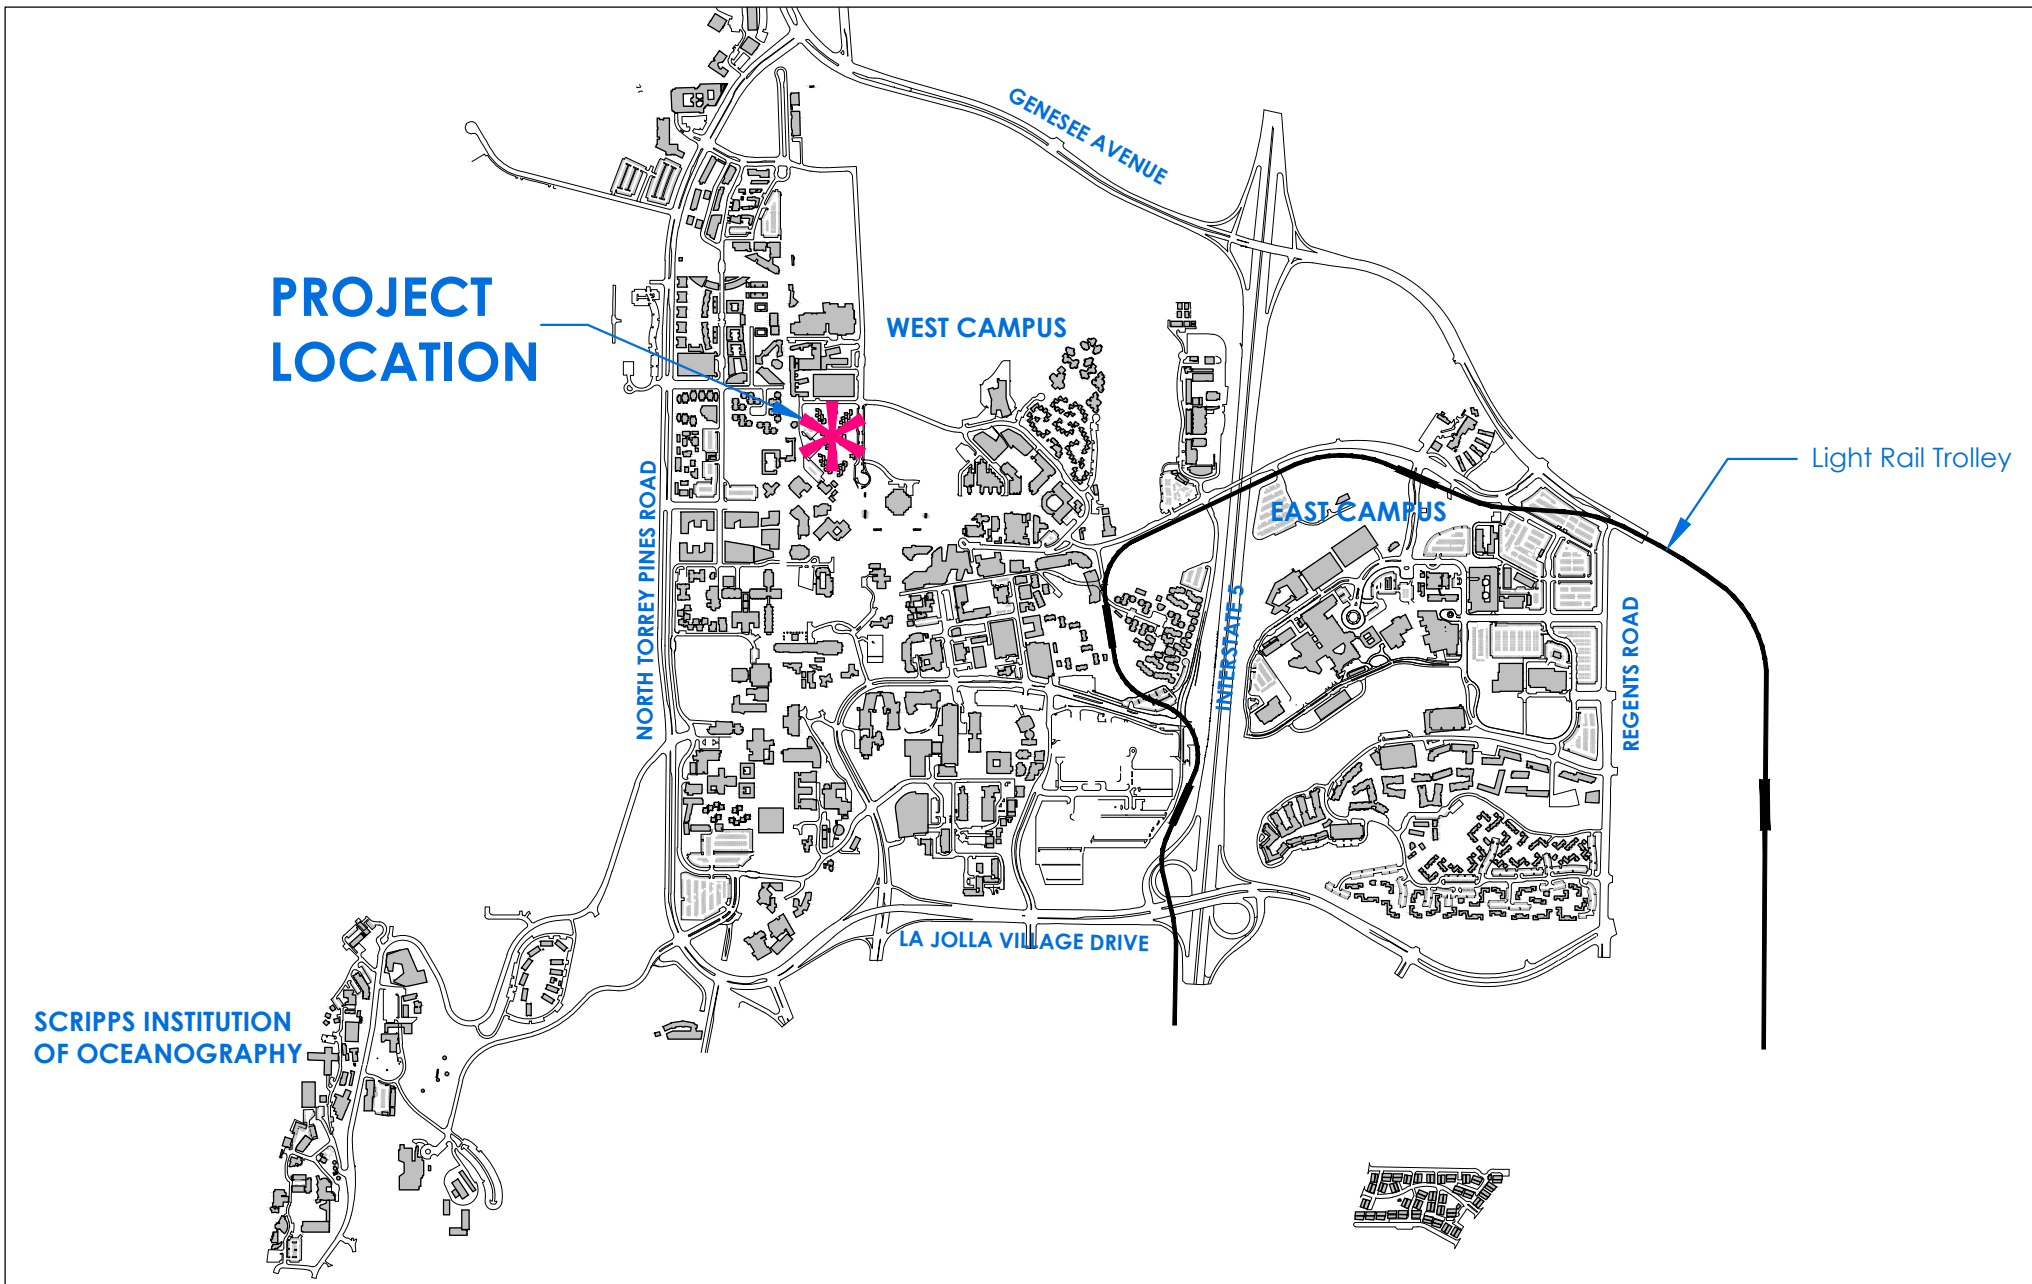 GENESEE AVENUE
PROJECT
LOCATION
WEST CAMPUS
Light Rail Trolley
EAST CAMPUS
NORTH TORREY PINES ROAD
INTERSTATE 5
REGENTS ROAD
LA JOLLA VILLAGE DRIVE
SCRIPPS INSTITUTION
OF OCEANOGRAPHY